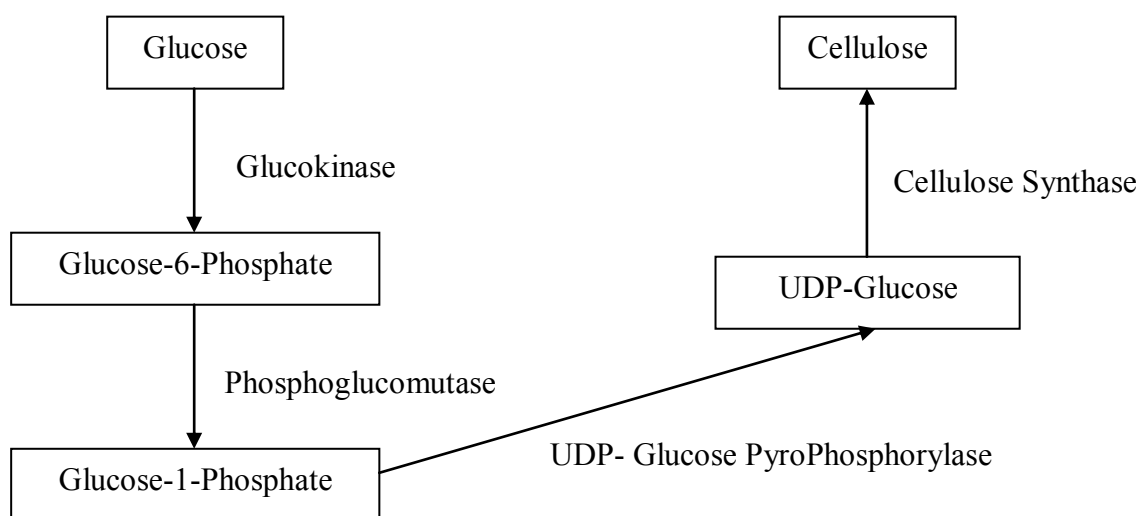 Glucose
Glucokinase
Glucose-6-Phosphate
Phosphoglucomutase
Glucose-1-Phosphate
UDP- Glucose PyroPhosphorylase
UDP-Glucose
Cellulose Synthase
Cellulose